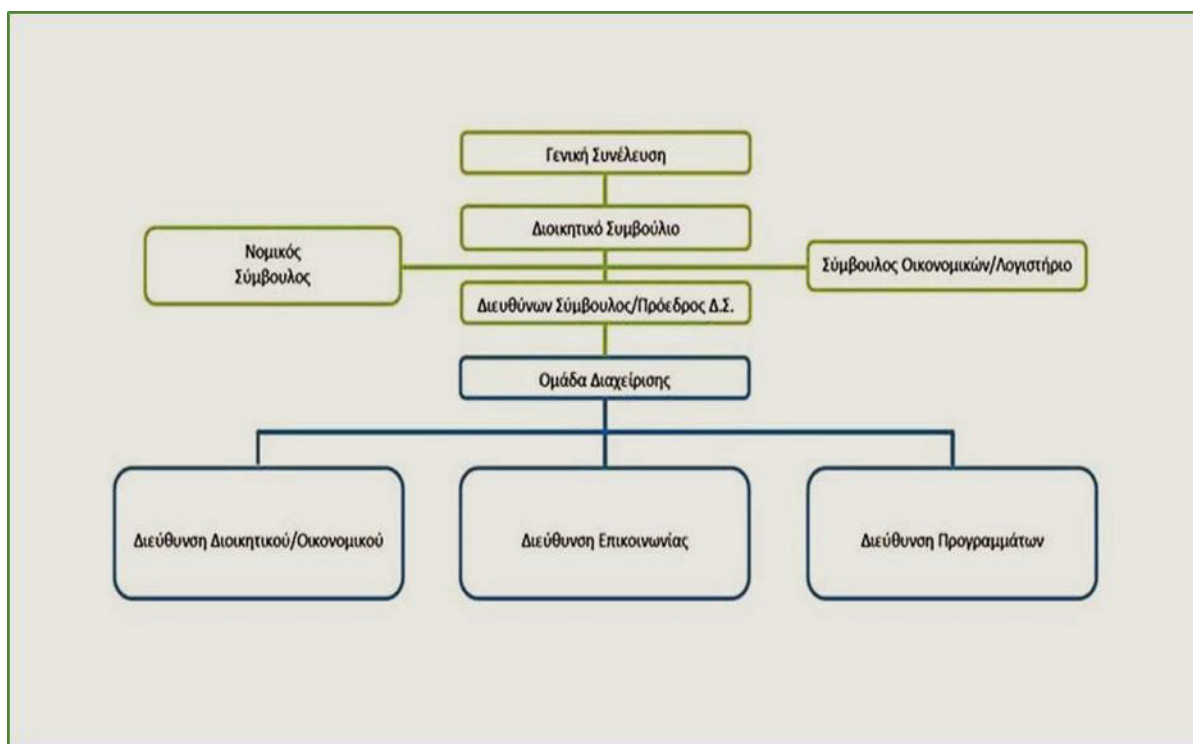 Γενική Συνέλευση
Διοικητικό Συμβούλιο
Νομικός
Σύμβουλος
Σύμβουλος Οικονομικών/Λογιστήριο
Διευθύνων Σύμβουλος/Πρόεδρος Δ.Σ.
Ομάδα Διαχείρισης
Διεύθυνση Διοικητικού/Οικονομικού
Διεύθυνση Επικοινωνίας
Διεύθυνση Προγραμμάτων